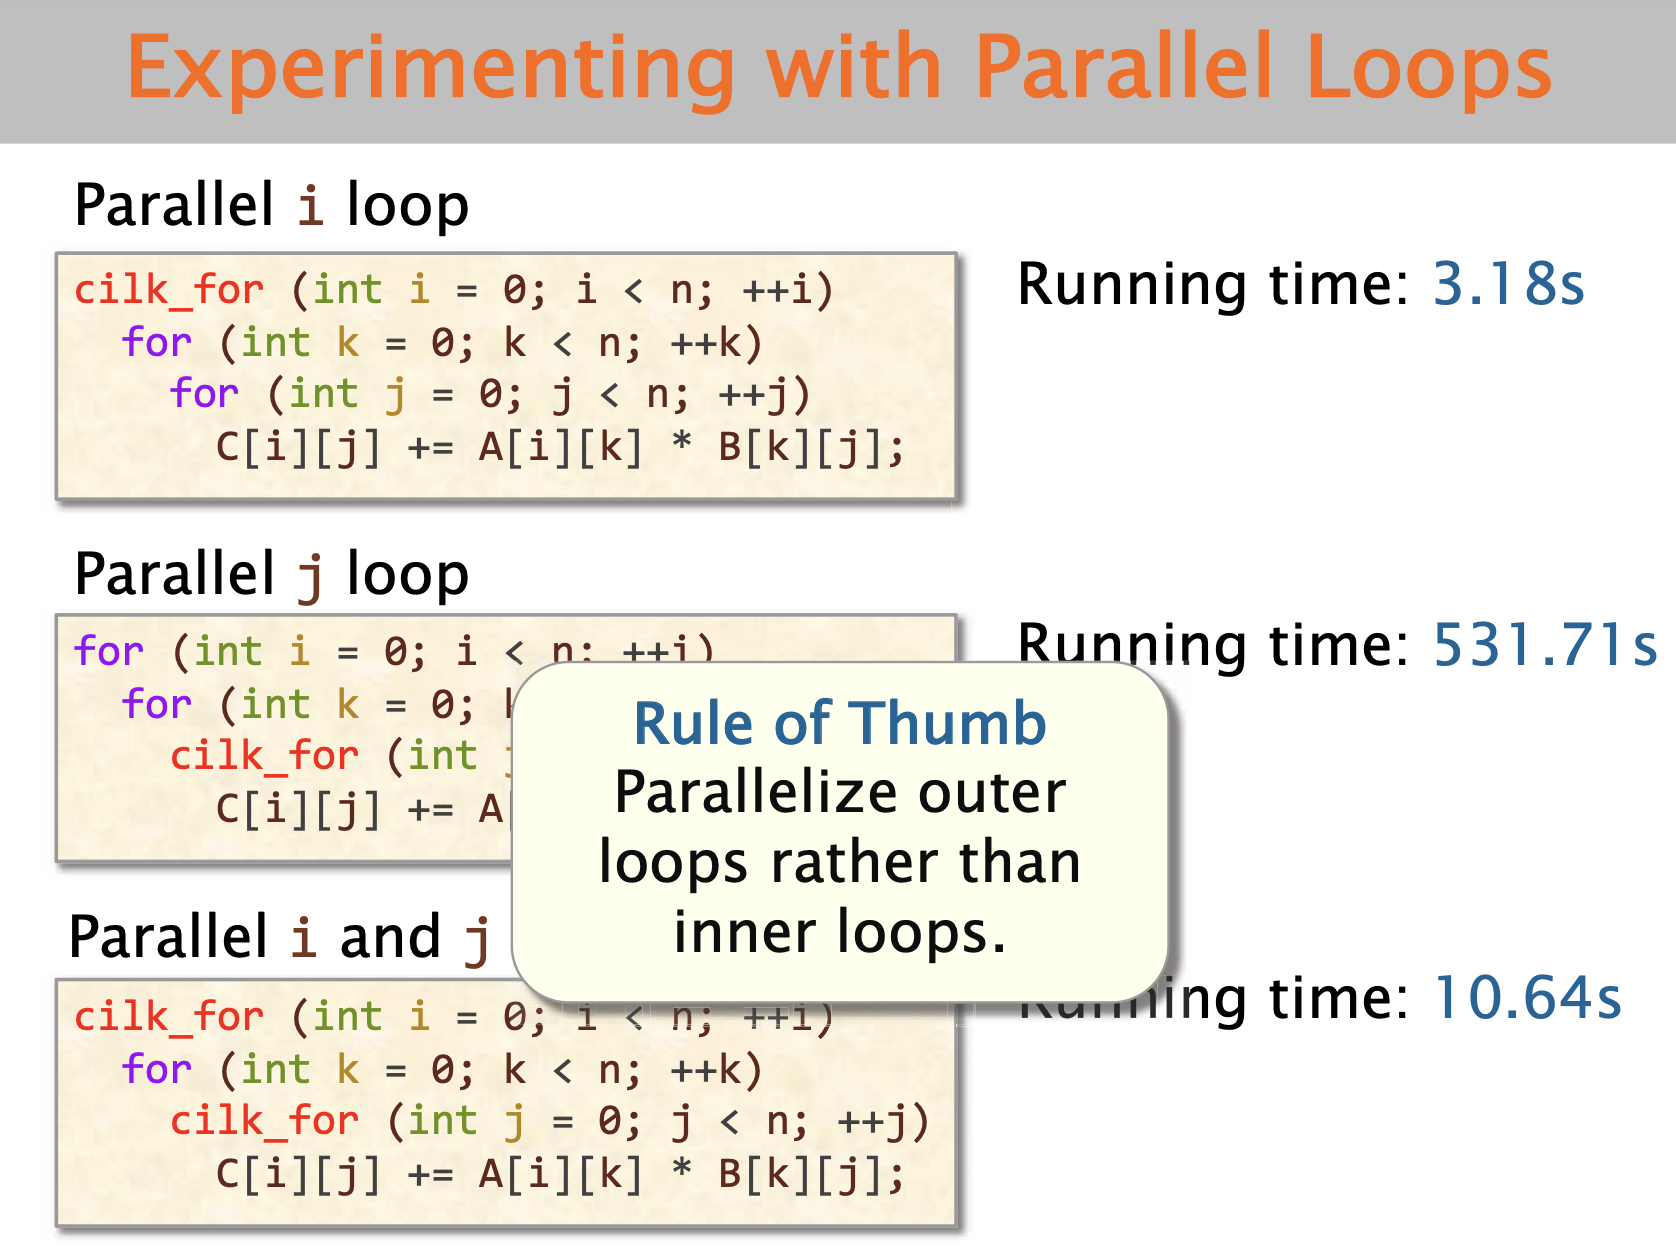 Experimenting with Parallel Loops
Parallel i loop
cilk_for (int i = 0; i < n; ++i)
for (int k = 0; k < n; ++k)
for (int j = 0; j < n; ++j)
C[i][j] += A[i][k] * B[k][j];
Running time: 3.18s
Parallel j loop
for (int i = 0; i < n; ++i)
for (int k = 0;
cilk_for (int
C[i][j] += A[
Running time: 531.71s
Rule of Thumb
Parallelize outer
loops rather than
inner loops.
Parallel i and j
cilk_for (int i = 0; i < n; ++i)
for (int k = 0; k < n; ++k)
cilk_for (int j = 0; j < n; ++j)
C[i][j] += A[i][k] * B[k][j];
Running time: 10.64s